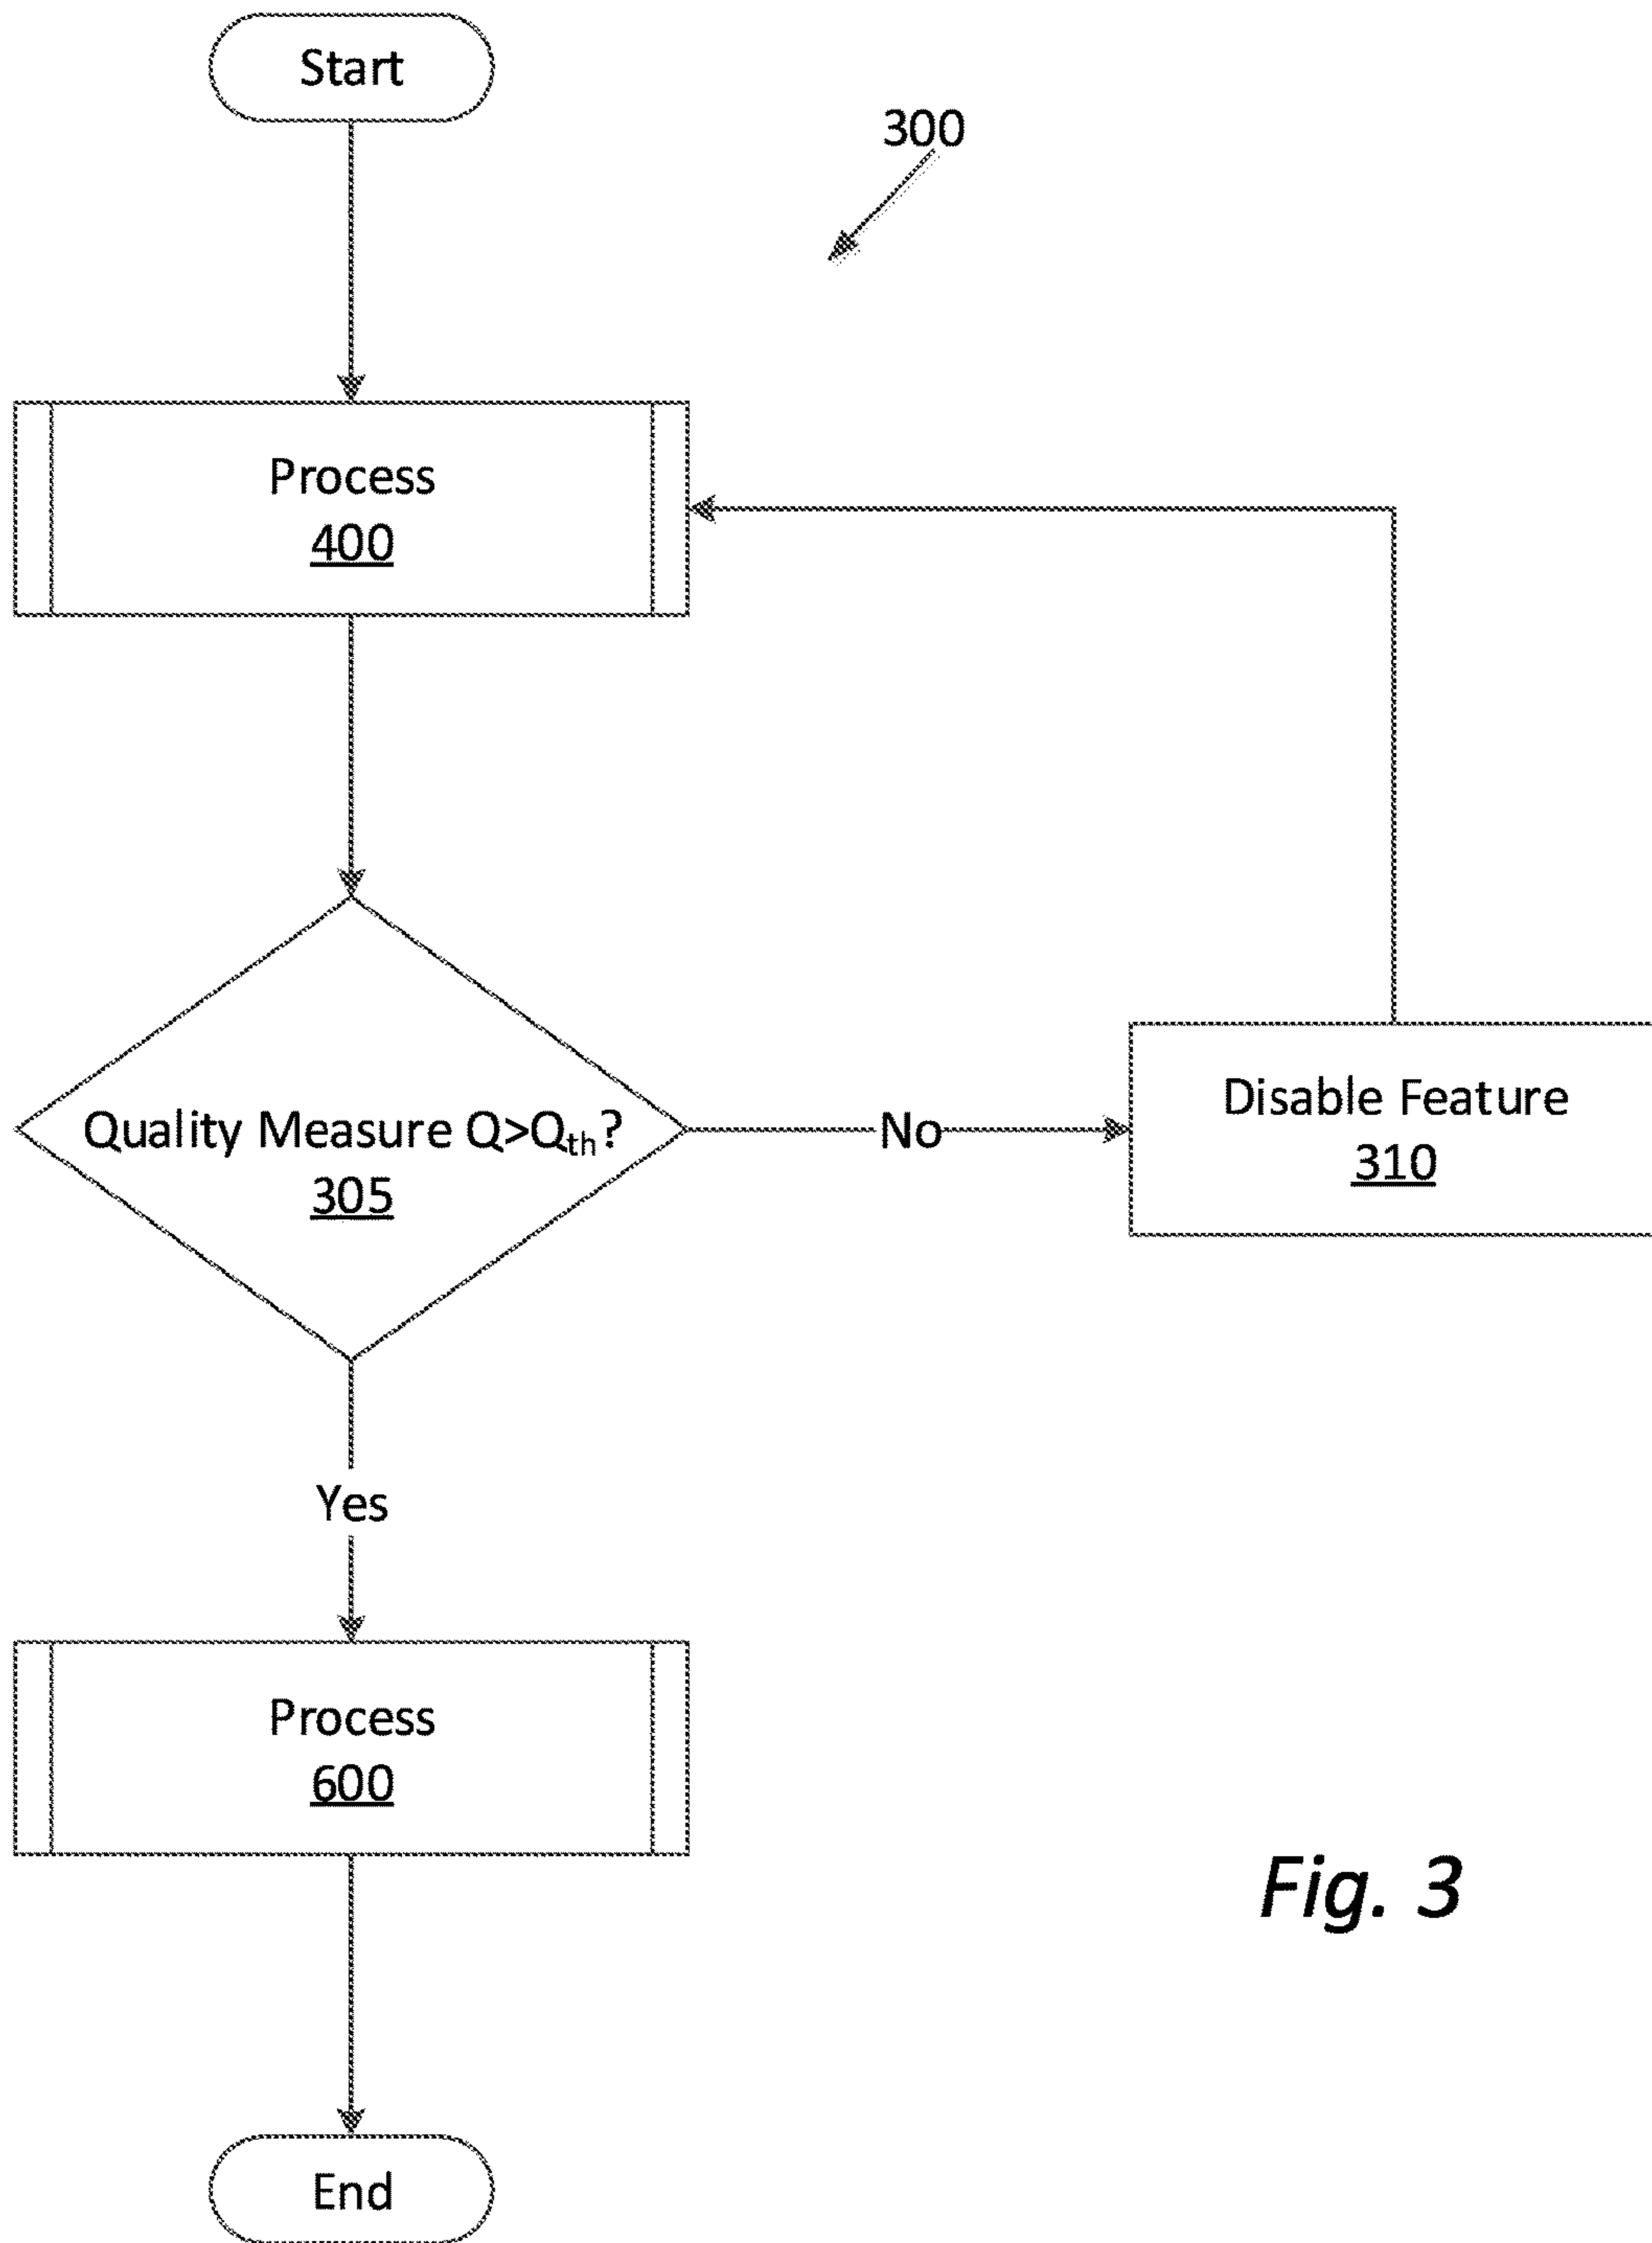 Start
300
Process
400
Quality Measure Q>Qth?
305
No
Disable Feature
310
Yes
Process
600
Fig. 3
End